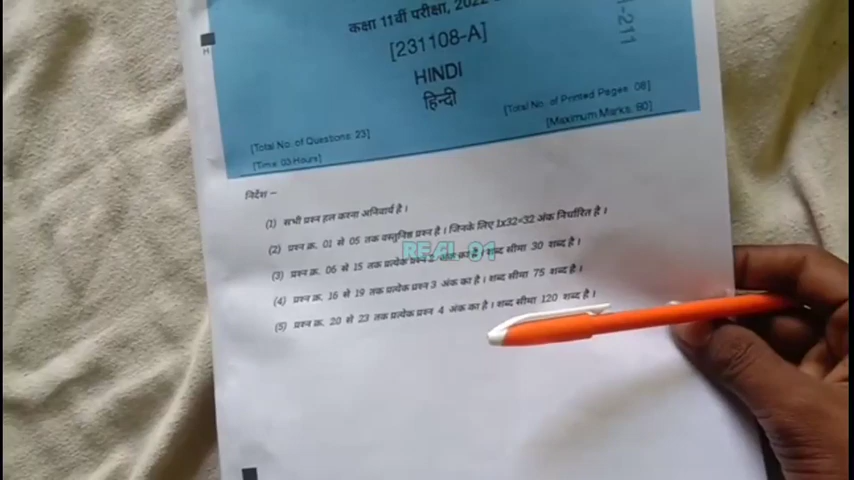 कक्षा 11वीं परीक्षा, 2022-
[231108-A]
HINDI
हिन्दी
-211
H
[Total No. of Questions: 23]
[Total No. of Printed Pages: 08]
[Time: 03 Hours]
[Maximum Marks: 80]
निर्देश –
(1) सभी प्रश्न हल करना अनिवार्य है।
(2) प्रश्न क्र. 01 से 05 तक वस्तुनिष्ठ प्रश्न है। जिनके लिए 1x32=32 अंक निर्धारित है।
(3) प्रश्न क्र. 06 से 15 तक प्रत्येक प्रश्न 2 अंक का है। शब्द सीमा 30 शब्द है।
(4) प्रश्न क्र. 16 से 19 तक प्रत्येक प्रश्न 3 अंक का है। शब्द सीमा 75 शब्द है।
(5) प्रश्न क्र. 20 से 23 तक प्रत्येक प्रश्न 4 अंक का है। शब्द सीमा 120 शब्द है।
REAL_01